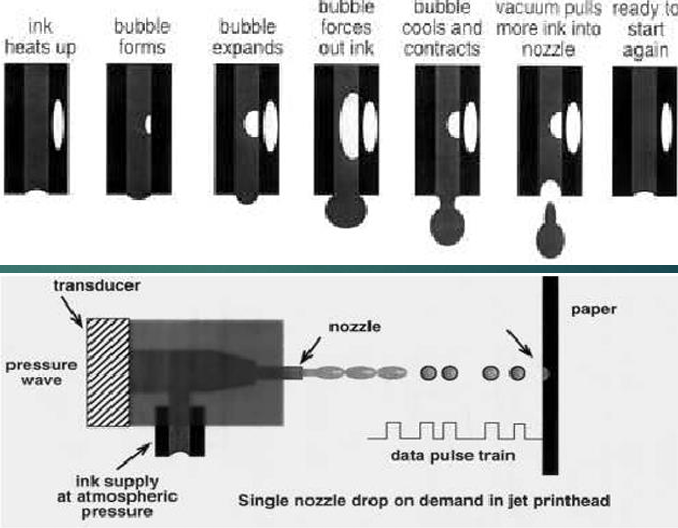 ink
heats up
bubble
forms
bubble
expands
bubble
forces
out ink
bubble
cools and
contracts
vacuum pulls
more ink into
nozzle
ready to
start
again
transducer
nozzle
paper
pressure
wave
data pulse train
ink supply
at atmospheric
pressure
Single nozzle drop on demand in jet printhead